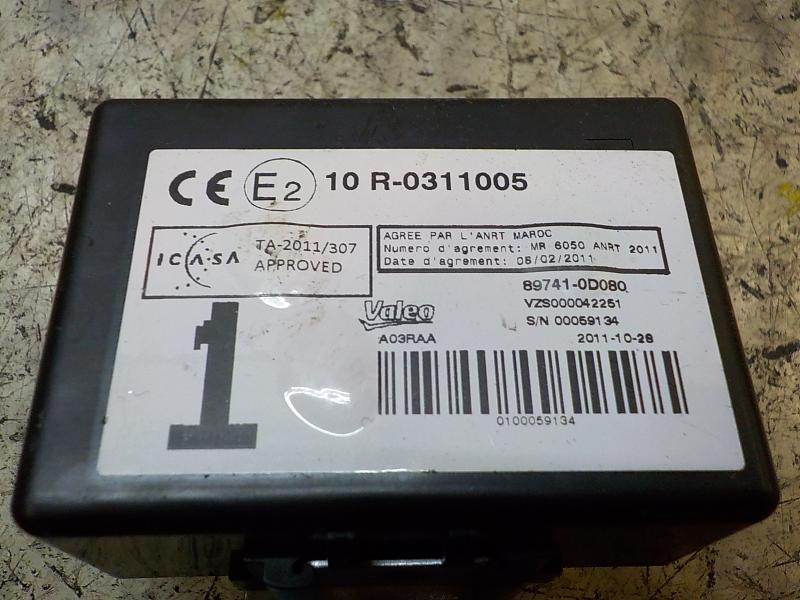 CE E2 10 R-0311005
ICASA TA-2011/307
APPROVED
AGREE PAR L'ANRT MAROC
Numero d'agrement: MR 6050 ANRT 2011
Date d'agrement: 08/02/2011
89741-0D080
VZS000042251
S/N 00059134
Valeo
A03RAA 2011-10-28
1
0100059134